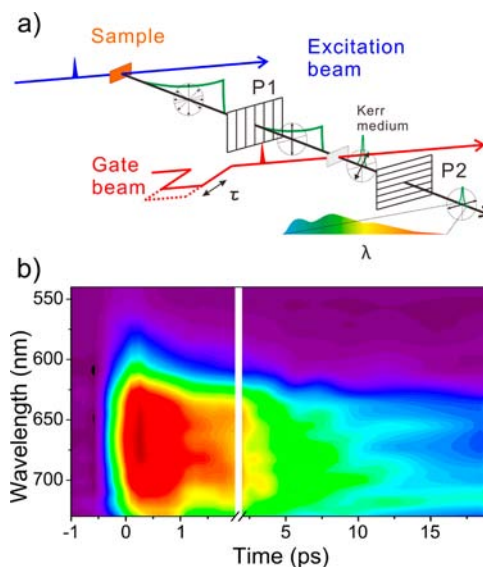 a)
Sample
Excitation
beam
P1
Kerr
medium
Gate
beam
τ
P2
λ
b)
550
600
650
700
Wavelength (nm)
-1 0 1 5 10 15
Time (ps)